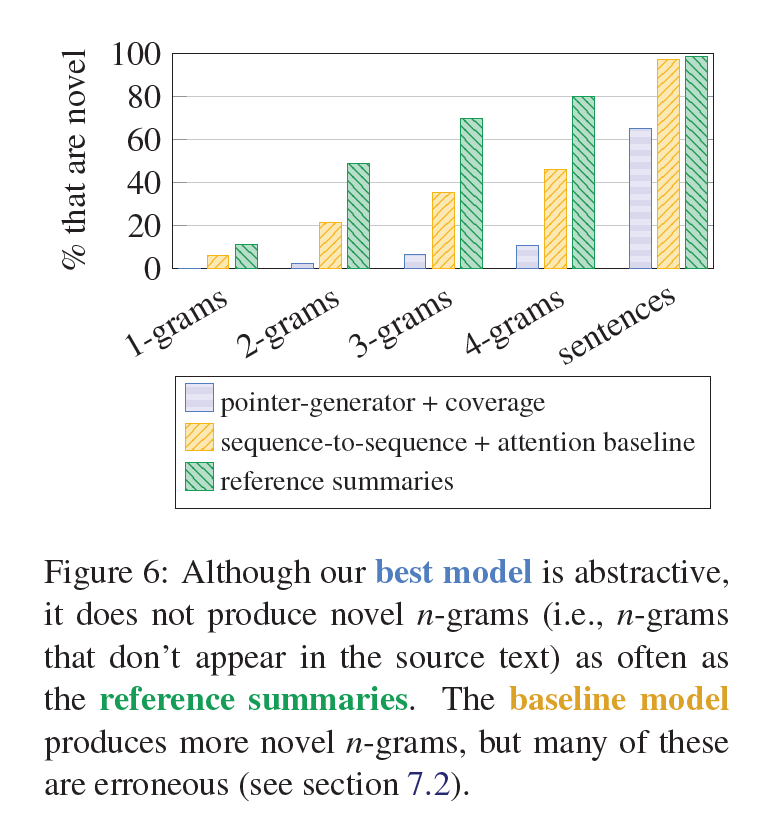 % that are novel
100
80
60
40
20
0
1-grams
2-grams
3-grams
4-grams
sentences
pointer-generator + coverage
sequence-to-sequence + attention baseline
reference summaries
Figure 6: Although our best model is abstractive,
it does not produce novel n-grams (i.e., n-grams
that don't appear in the source text) as often as
the reference summaries. The baseline model
produces more novel n-grams, but many of these
are erroneous (see section 7.2).